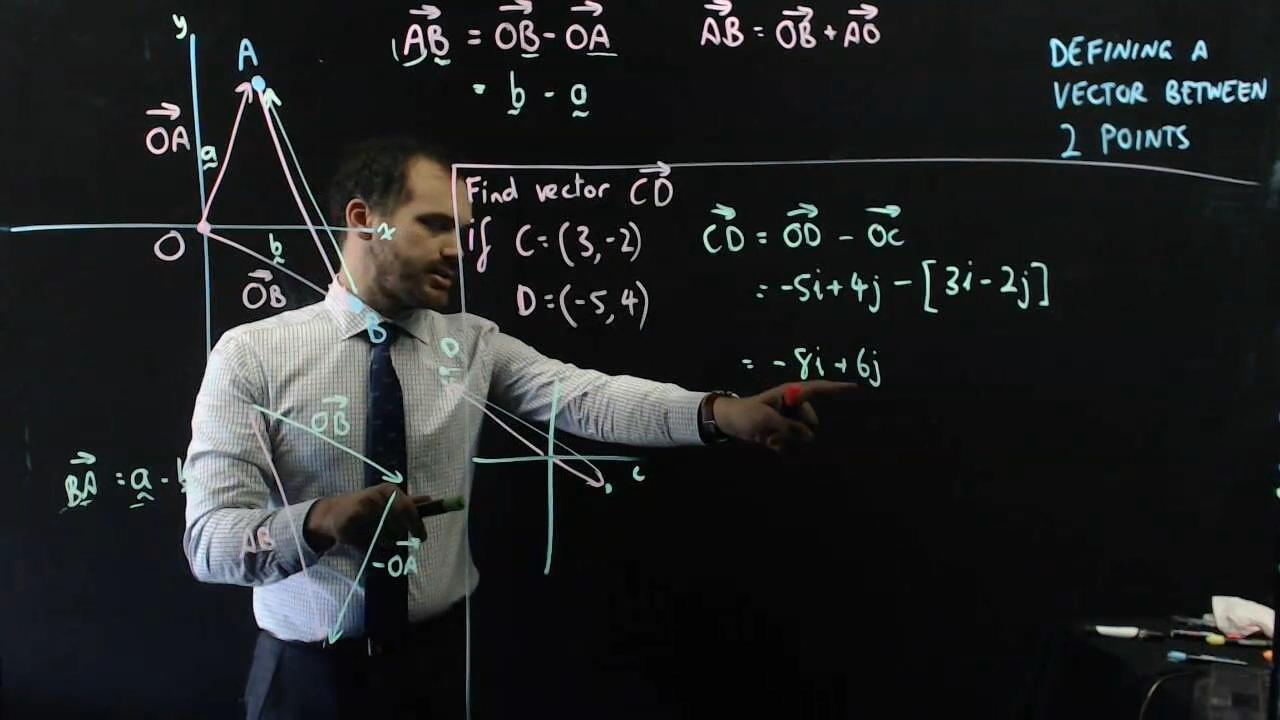 y
A
OA
a
O
x
b
OB
B
AB = OB - OA
= b - a
AB = OB + AO
DEFINING A
VECTOR BETWEEN
2 POINTS
Find vector CD
if C = (3,-2)
D = (-5,4)
CD = OD - OC
= -5i + 4j - [3i - 2j]
= -8i + 6j
D
C
OB
AB
-OA
BA = a -